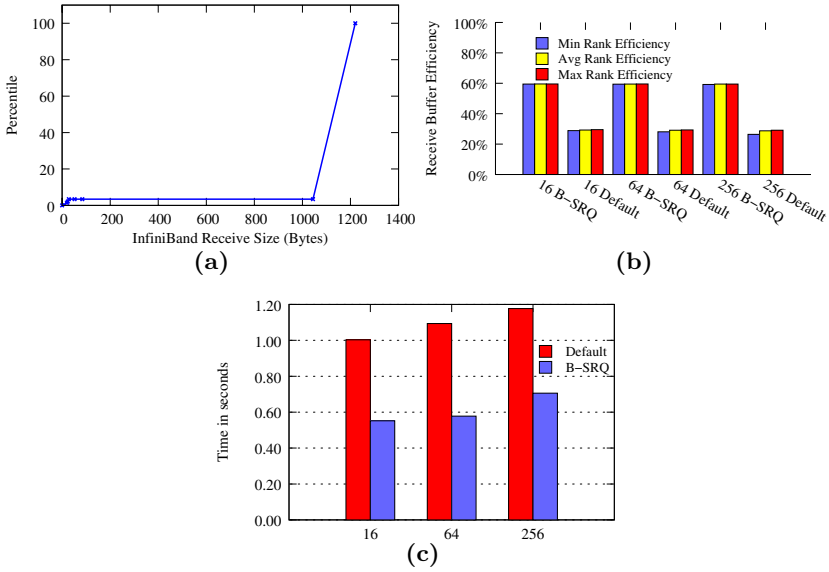 100
80
60
40
20
0
Percentile
0 200 400 600 800 1000 1200 1400
InfiniBand Receive Size (Bytes)
(a)
100%
80%
60%
40%
20%
0%
Receive Buffer Efficiency
Min Rank Efficiency
Avg Rank Efficiency
Max Rank Efficiency
16 B−SRQ
16 Default
64 B−SRQ
64 Default
256 B−SRQ
256 Default
(b)
1.20
1.00
0.80
0.60
0.40
0.20
0.00
Time in seconds
Default
B−SRQ
16 64 256
(c)